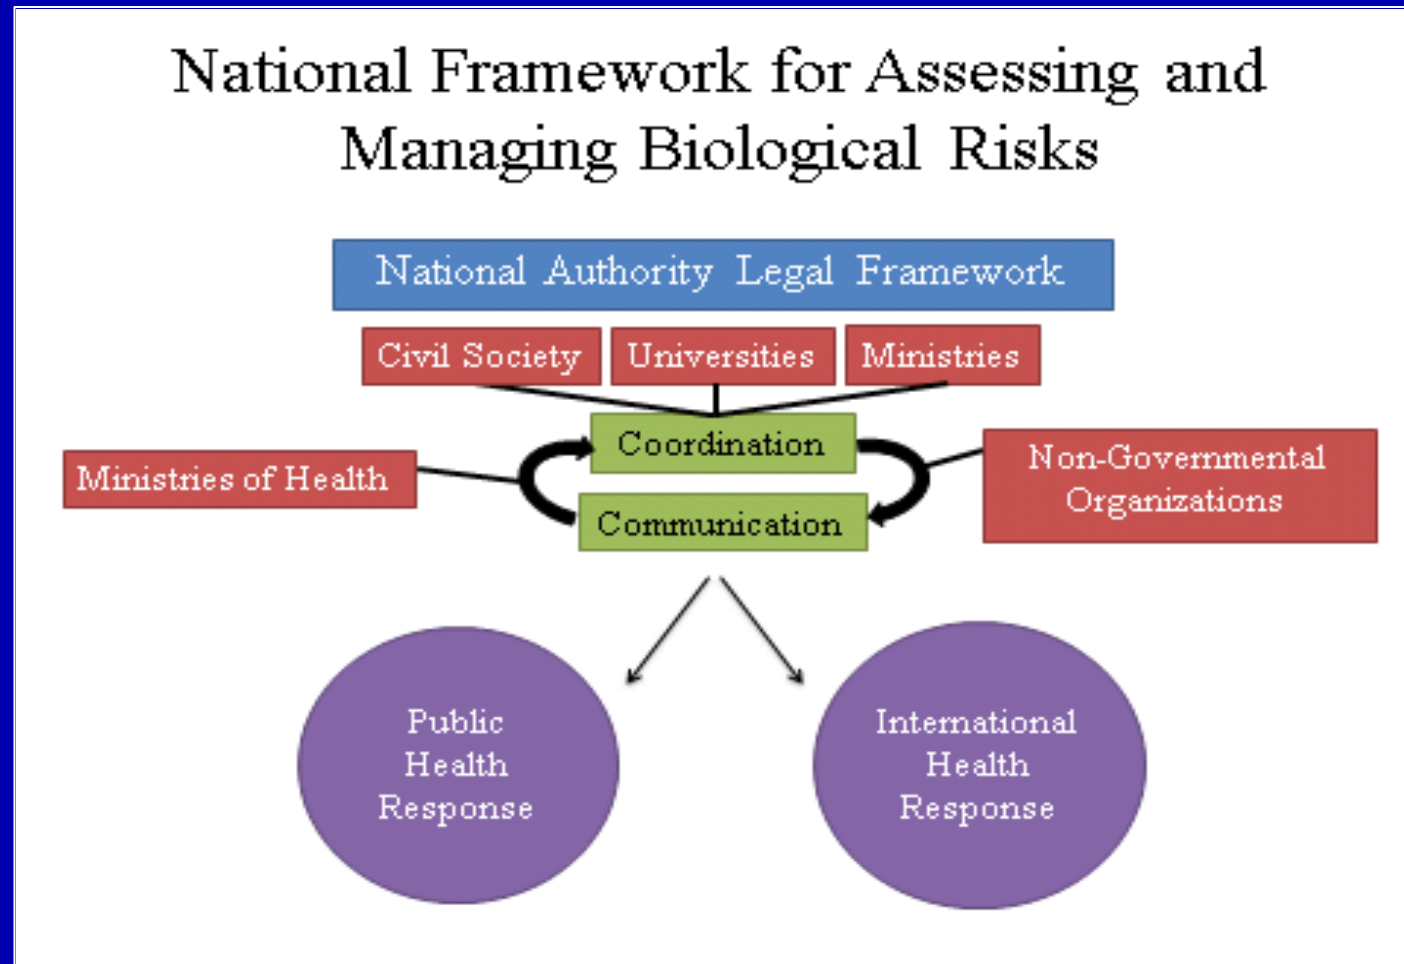 National Framework for Assessing and
Managing Biological Risks
National Authority Legal Framework
Civil Society
Universities
Ministries
Coordination
Ministries of Health
Non-Governmental
Organizations
Communication
Public
Health
Response
International
Health
Response